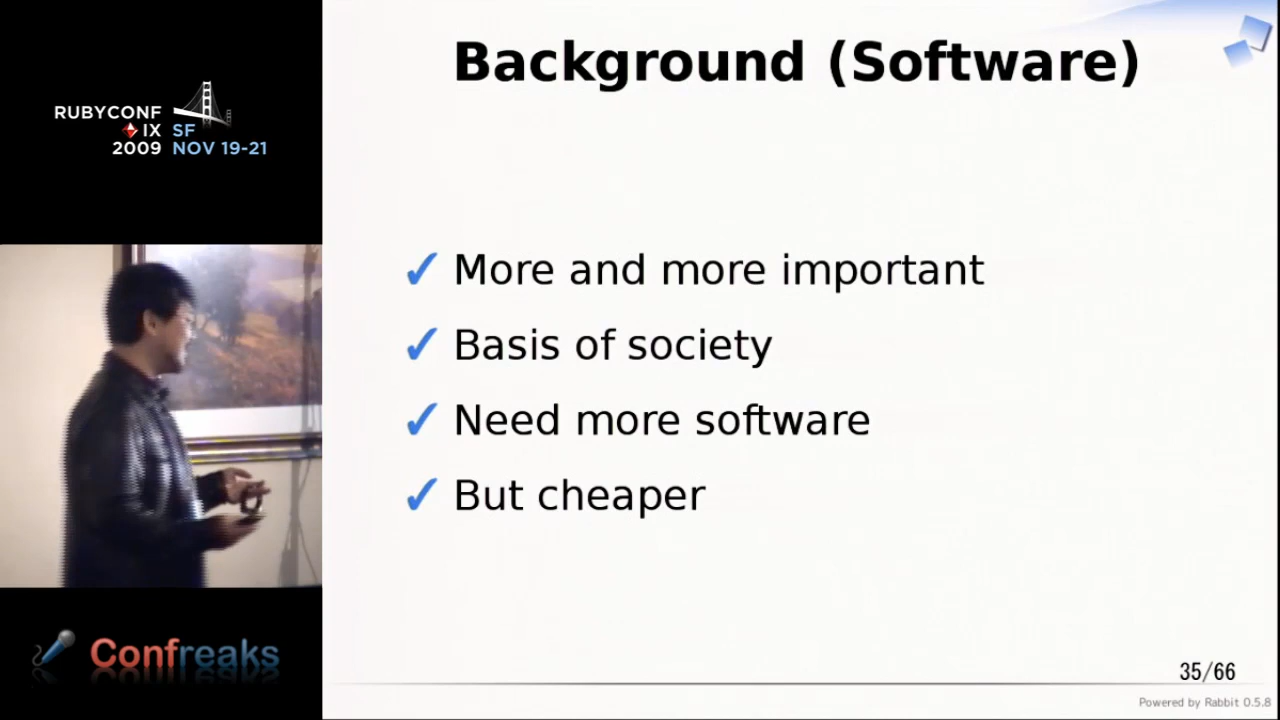 RUBYCONF
IX SF
2009 NOV 19-21
Confreaks
Background (Software)
✓ More and more important
✓ Basis of society
✓ Need more software
✓ But cheaper
35/66
Powered by Rabbit 0.5.8